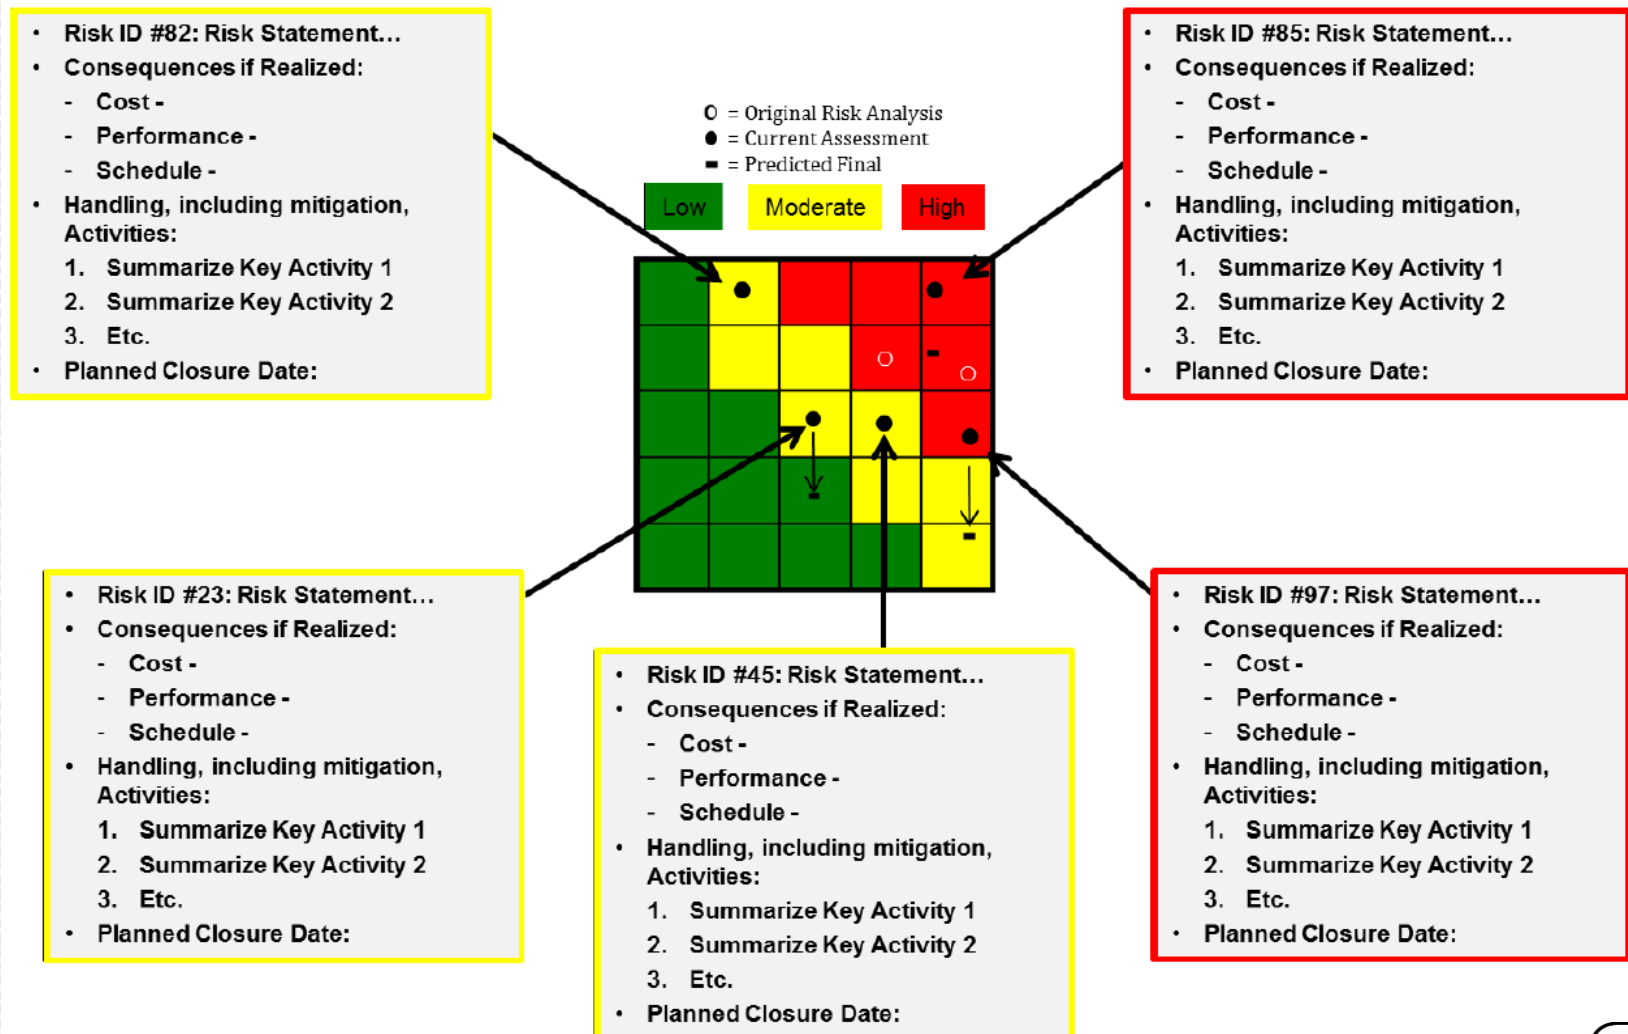 • Risk ID #82: Risk Statement...
• Consequences if Realized:
- Cost -
- Performance -
- Schedule -
• Handling, including mitigation,
Activities:
1. Summarize Key Activity 1
2. Summarize Key Activity 2
3. Etc.
• Planned Closure Date:
= Original Risk Analysis
= Current Assessment
= Predicted Final
Low Moderate High
• Risk ID #85: Risk Statement...
• Consequences if Realized:
- Cost -
- Performance -
- Schedule -
• Handling, including mitigation,
Activities:
1. Summarize Key Activity 1
2. Summarize Key Activity 2
3. Etc.
• Planned Closure Date:
• Risk ID #23: Risk Statement...
• Consequences if Realized:
- Cost -
- Performance -
- Schedule -
• Handling, including mitigation,
Activities:
1. Summarize Key Activity 1
2. Summarize Key Activity 2
3. Etc.
• Planned Closure Date:
• Risk ID #45: Risk Statement...
• Consequences if Realized:
- Cost -
- Performance -
- Schedule -
• Handling, including mitigation,
Activities:
1. Summarize Key Activity 1
2. Summarize Key Activity 2
3. Etc.
• Planned Closure Date:
• Risk ID #97: Risk Statement...
• Consequences if Realized:
- Cost -
- Performance -
- Schedule -
• Handling, including mitigation,
Activities:
1. Summarize Key Activity 1
2. Summarize Key Activity 2
3. Etc.
• Planned Closure Date: